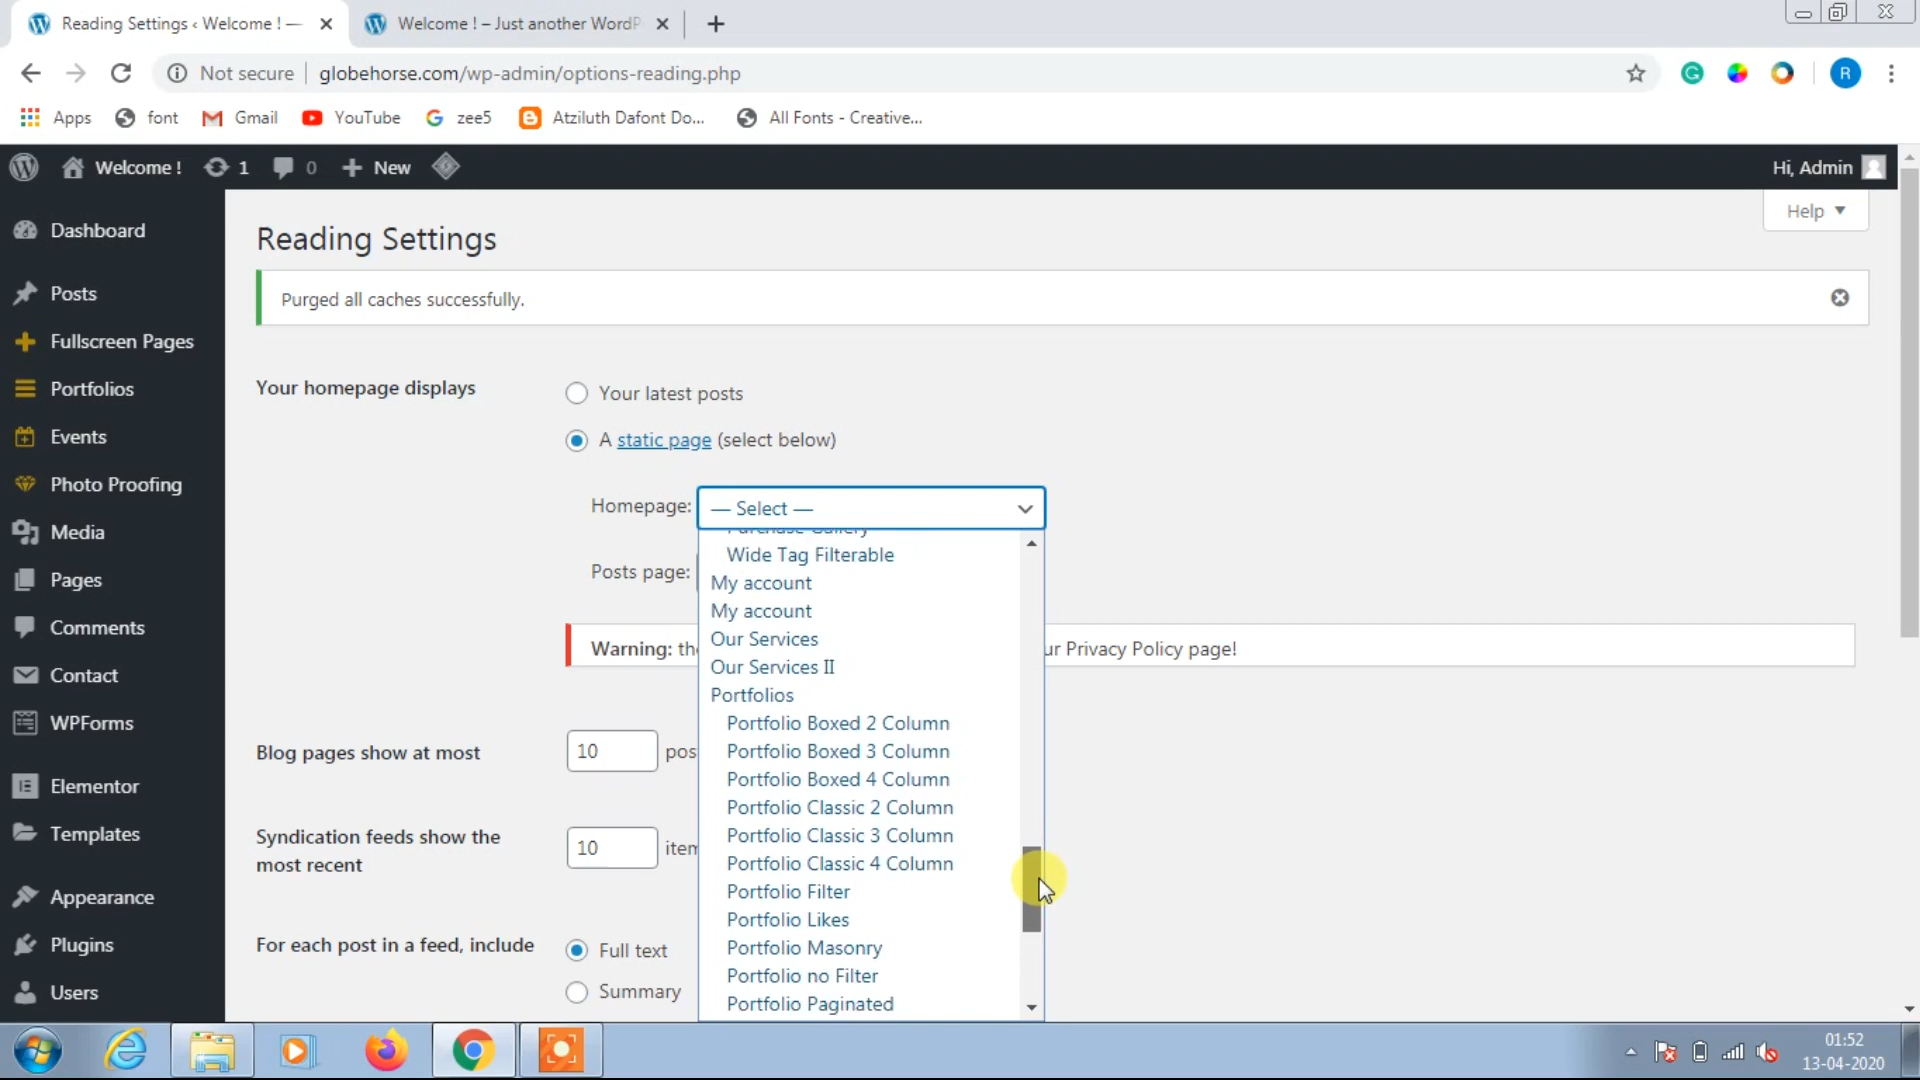 Reading Settings ‹ Welcome ! —
Welcome ! – Just another WordP
Not secure
globehorse.com/wp-admin/options-reading.php
R
Apps
font
Gmail
YouTube
zee5
Atziluth Dafont Do...
All Fonts - Creative...
Welcome !
1
0
New
Hi, Admin
Help
Dashboard
Posts
Fullscreen Pages
Portfolios
Events
Photo Proofing
Media
Pages
Comments
Contact
WPForms
Elementor
Templates
Appearance
Plugins
Users
Reading Settings
Purged all caches successfully.
Your homepage displays
Your latest posts
A static page (select below)
Homepage:
— Select —
Purchase Gallery
Wide Tag Filterable
My account
My account
Our Services
Our Services II
Portfolios
Portfolio Boxed 2 Column
Portfolio Boxed 3 Column
Portfolio Boxed 4 Column
Portfolio Classic 2 Column
Portfolio Classic 3 Column
Portfolio Classic 4 Column
Portfolio Filter
Portfolio Likes
Portfolio Masonry
Portfolio no Filter
Portfolio Paginated
Posts page:
Warning: the
ur Privacy Policy page!
Blog pages show at most
10 pos
Syndication feeds show the
most recent
10 item
For each post in a feed, include
Full text
Summary
01:52
13-04-2020